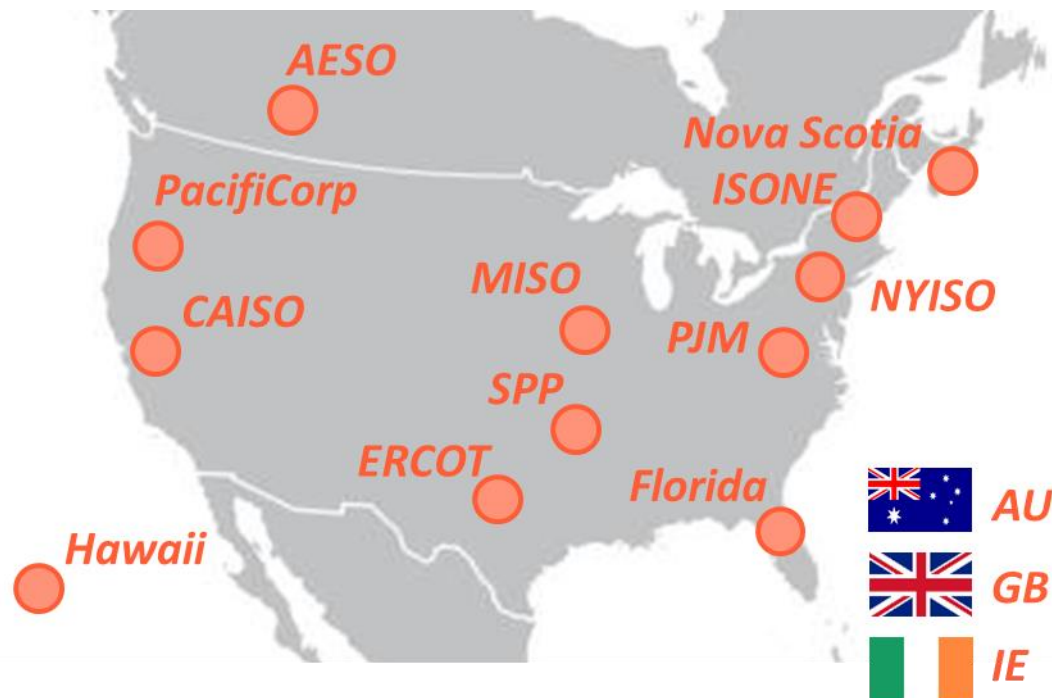 AESO
Nova Scotia
PacifiCorp
ISONE
MISO
NYISO
CAISO
PJM
SPP
ERCOT
Florida
AU
Hawaii
GB
IE